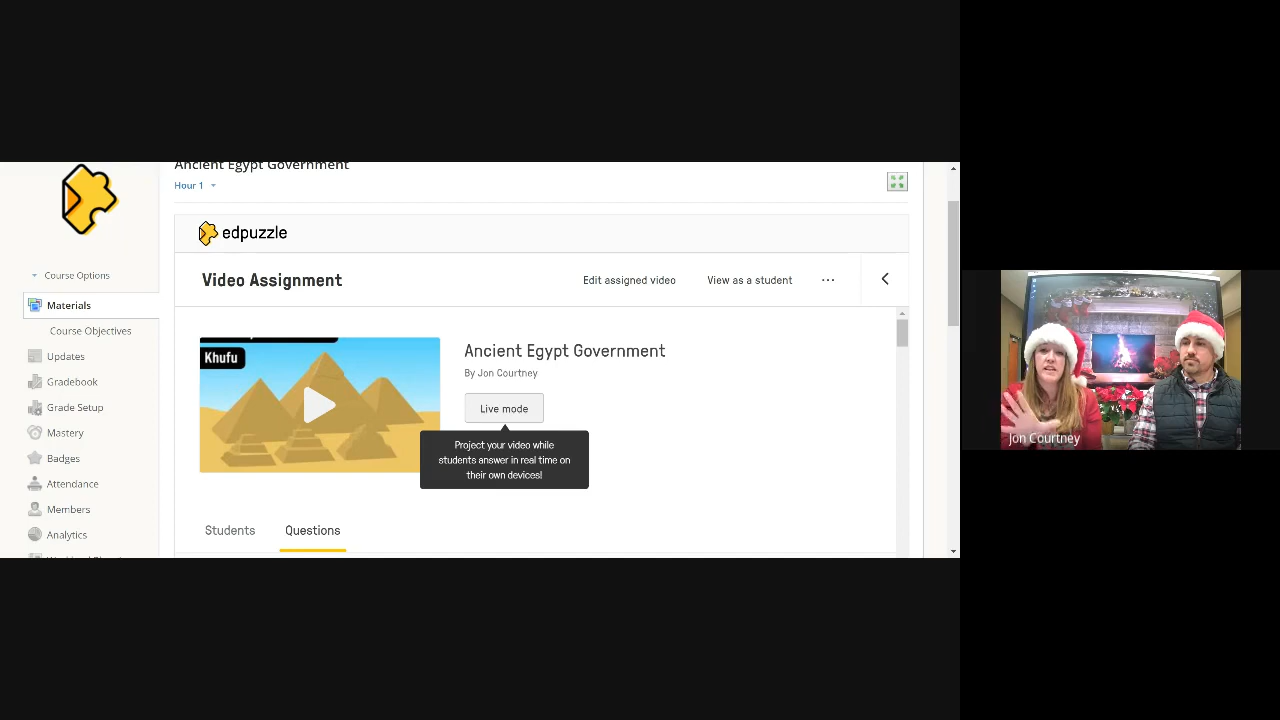 Ancient Egypt Government
Hour 1
edpuzzle
Course Options
Materials
Course Objectives
Updates
Gradebook
Grade Setup
Mastery
Badges
Attendance
Members
Analytics
Video Assignment
Edit assigned video
View as a student
Khufu
Ancient Egypt Government
By Jon Courtney
Live mode
Project your video while
students answer in real time on
their own devices!
Students
Questions
Jon Courtney